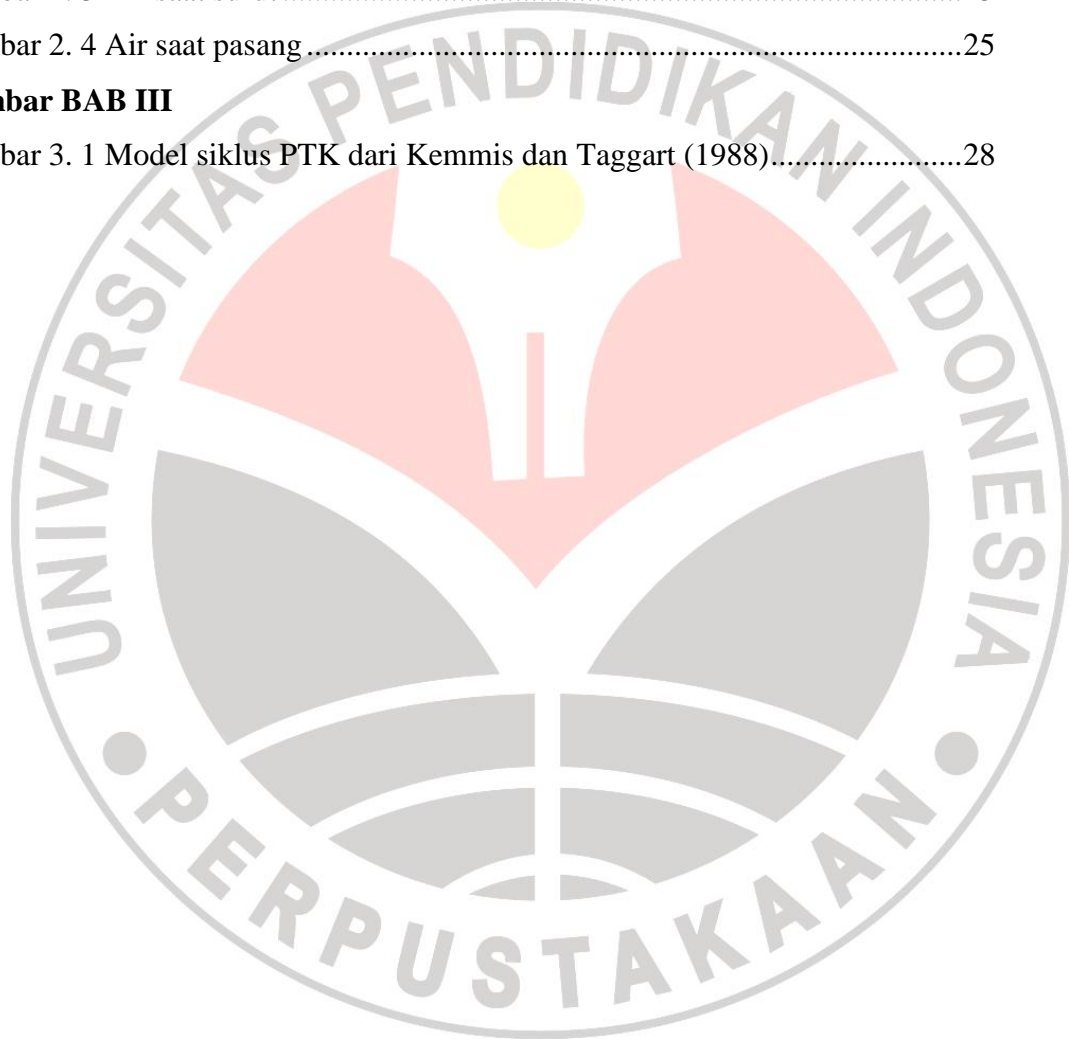 bar 2. 4 Air saat pasang........................................................................25
bar BAB III
bar 3. 1 Model siklus PTK dari Kemmis dan Taggart (1988).......................28
UNIVERSITAS PENDIDIKAN INDONESIA
PERPUSTAKAAN